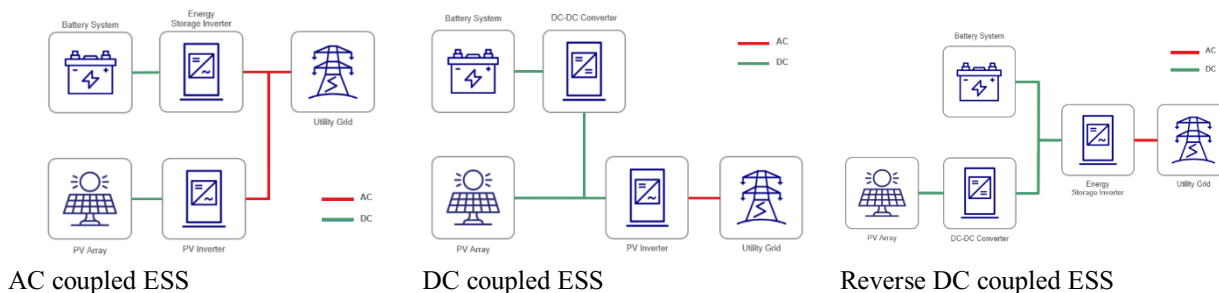 Battery System
Energy
Storage Inverter
Utility Grid
AC
DC
PV Array
PV Inverter
AC coupled ESS
Battery System
DC-DC Converter
AC
DC
PV Array
PV Inverter
Utility Grid
DC coupled ESS
Battery System
AC
DC
Energy
Storage Inverter
Utility Grid
PV Array
DC-DC Converter
Reverse DC coupled ESS